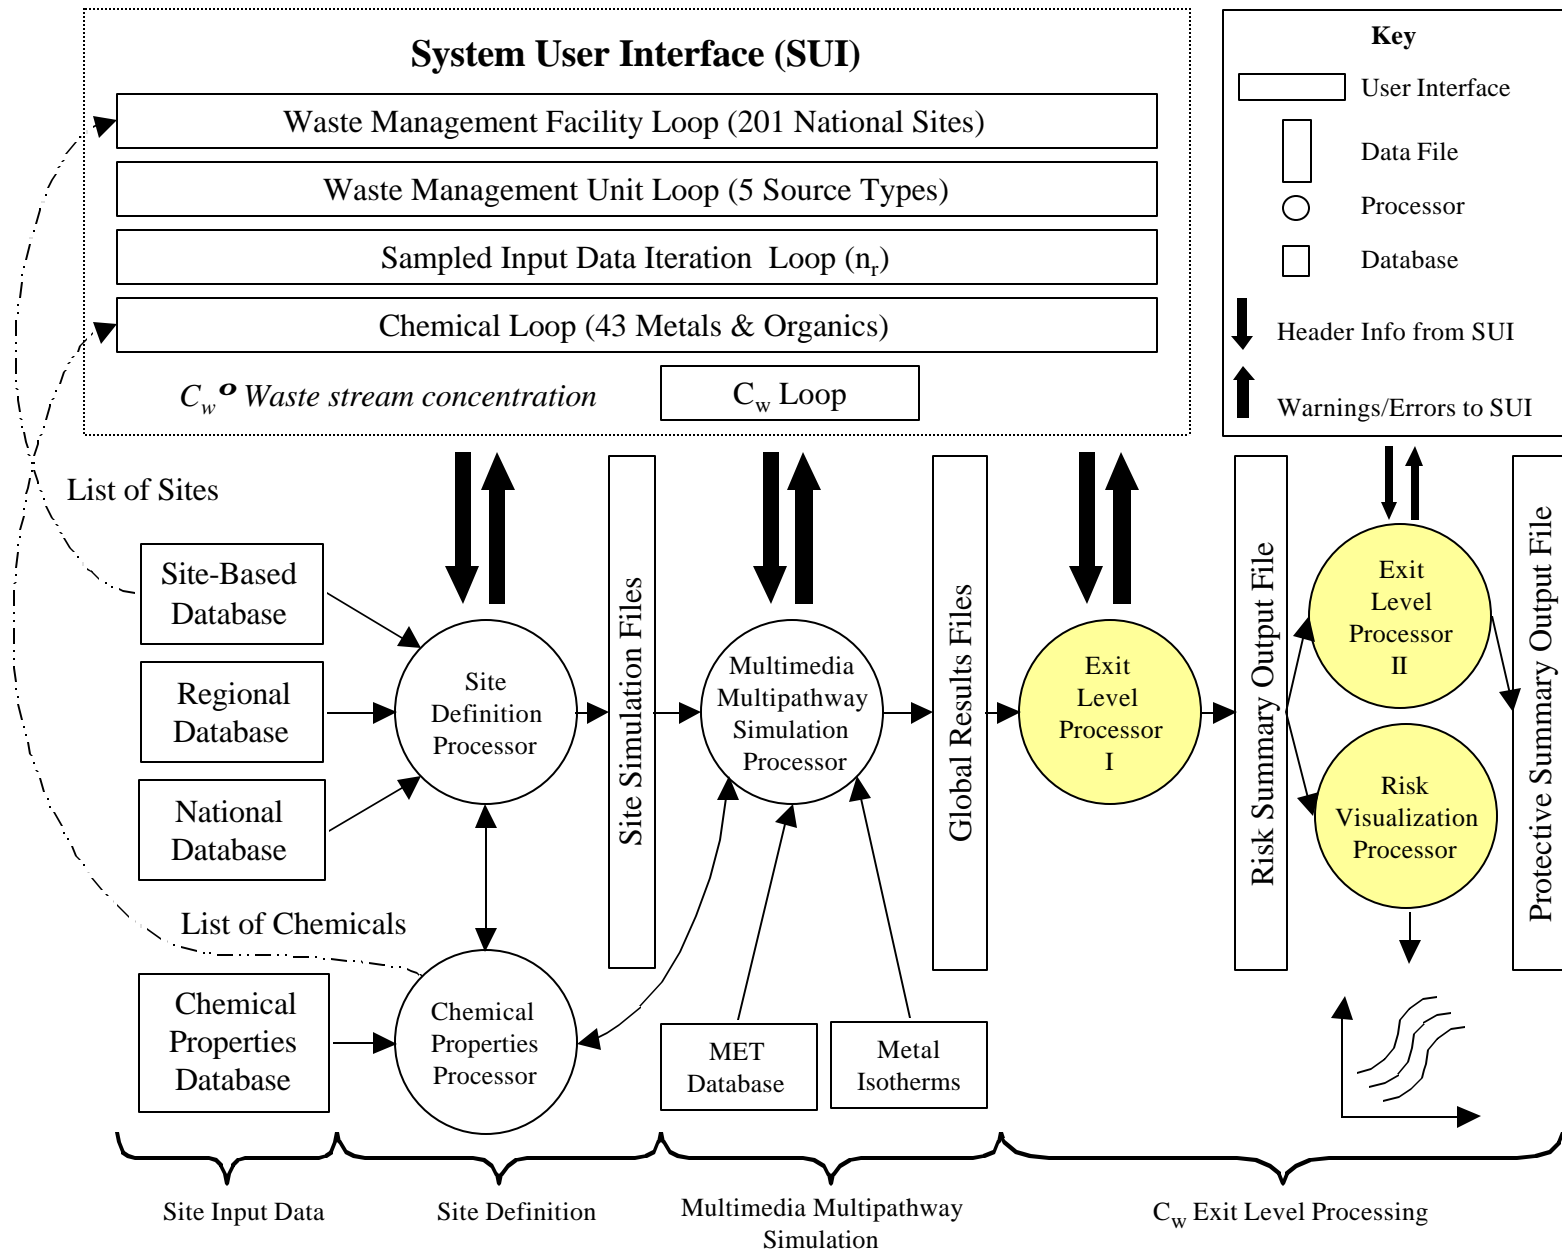 System User Interface (SUI)
Waste Management Facility Loop (201 National Sites)
Waste Management Unit Loop (5 Source Types)
Sampled Input Data Iteration Loop (nr)
Chemical Loop (43 Metals & Organics)
Cw o Waste stream concentration
Cw Loop
Key
User Interface
Data File
Processor
Database
Header Info from SUI
Warnings/Errors to SUI
List of Sites
Site-Based
Database
Regional
Database
National
Database
List of Chemicals
Chemical
Properties
Database
Site
Definition
Processor
Chemical
Properties
Processor
Site Simulation Files
Multimedia
Multipathway
Simulation
Processor
MET
Database
Metal
Isotherms
Global Results Files
Exit
Level
Processor
I
Risk Summary Output File
Exit
Level
Processor
II
Risk
Visualization
Processor
Protective Summary Output File
Site Input Data
Site Definition
Multimedia Multipathway
Simulation
Cw Exit Level Processing